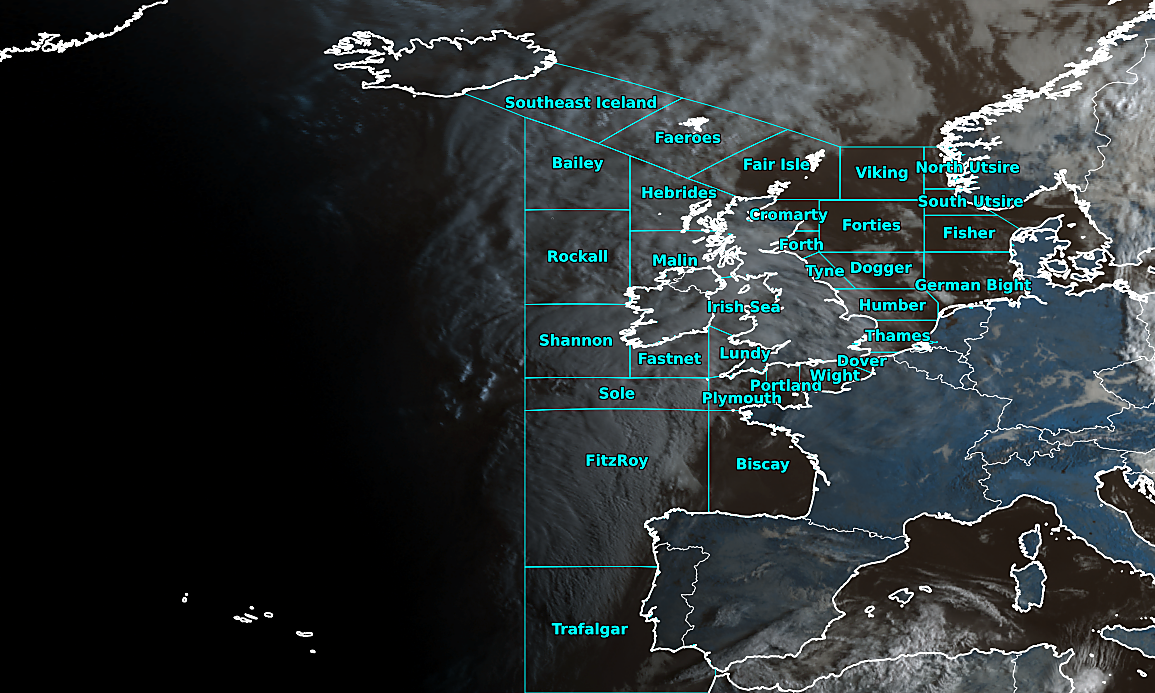 Southeast Iceland
Faeroes
Bailey
Fair Isle
Viking
North Utsire
Hebrides
South Utsire
Cromarty
Forties
Fisher
Forth
Rockall
Malin
Tyne
Dogger
German Bight
Irish Sea
Humber
Shannon
Thames
Fastnet
Lundy
Dover
Wight
Portland
Sole
Plymouth
FitzRoy
Biscay
Trafalgar